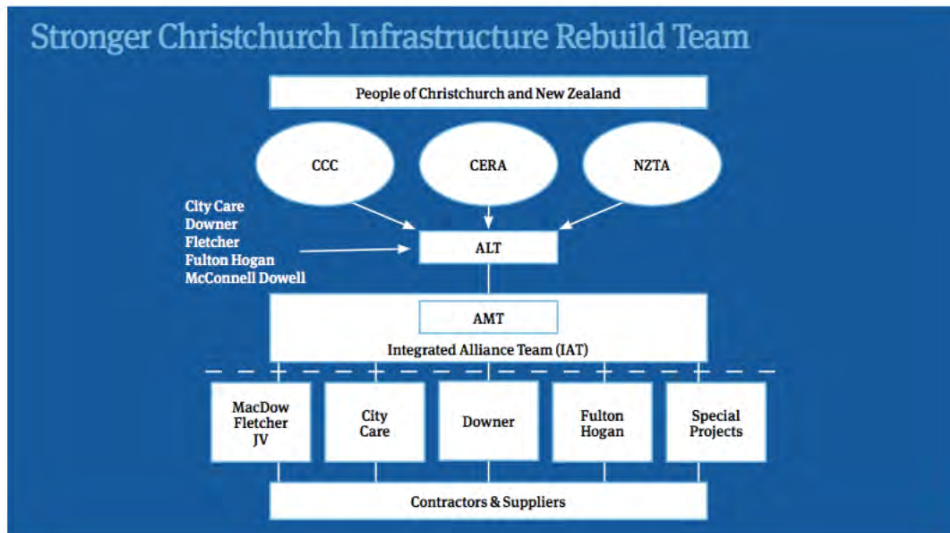 Stronger Christchurch Infrastructure Rebuild Team
People of Christchurch and New Zealand
CCC
CERA
NZTA
City Care
Downer
Fletcher
Fulton Hogan
McConnell Dowell
ALT
AMT
Integrated Alliance Team (IAT)
MacDow
Fletcher
JV
City
Care
Downer
Fulton
Hogan
Special
Projects
Contractors & Suppliers